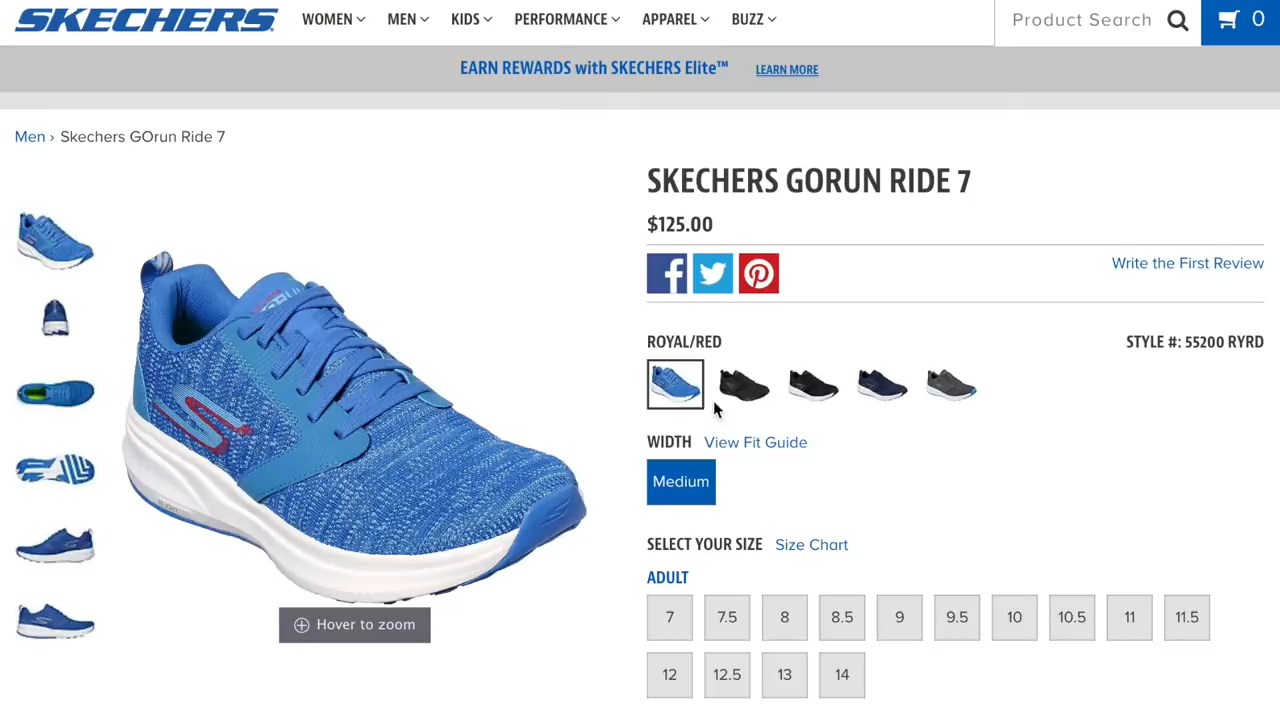 SKECHERS
WOMEN MEN KIDS PERFORMANCE APPAREL BUZZ
Product Search
0
EARN REWARDS with SKECHERS Elite™ LEARN MORE
Men › Skechers GOrun Ride 7
SKECHERS GORUN RIDE 7
$125.00
Write the First Review
ROYAL/RED
STYLE #: 55200 RYRD
WIDTH View Fit Guide
Medium
SELECT YOUR SIZE Size Chart
ADULT
7 7.5 8 8.5 9 9.5 10 10.5 11 11.5
12 12.5 13 14
Hover to zoom